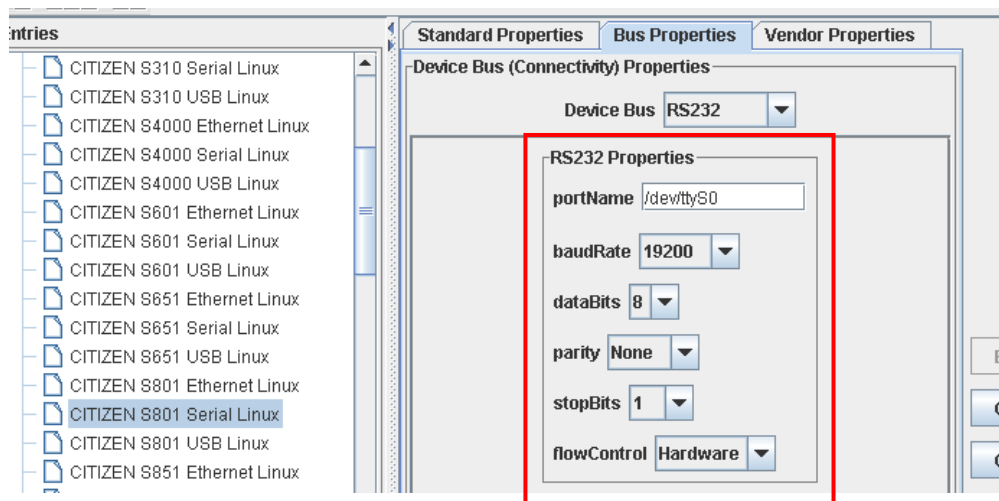 Entries
CITIZEN S310 Serial Linux
CITIZEN S310 USB Linux
CITIZEN S4000 Ethernet Linux
CITIZEN S4000 Serial Linux
CITIZEN S4000 USB Linux
CITIZEN S601 Ethernet Linux
CITIZEN S601 Serial Linux
CITIZEN S601 USB Linux
CITIZEN S651 Ethernet Linux
CITIZEN S651 Serial Linux
CITIZEN S651 USB Linux
CITIZEN S801 Ethernet Linux
CITIZEN S801 Serial Linux
CITIZEN S801 USB Linux
CITIZEN S851 Ethernet Linux
Standard Properties Bus Properties Vendor Properties
Device Bus (Connectivity) Properties
Device Bus RS232
RS232 Properties
portName /dev/ttyS0
baudRate 19200
dataBits 8
parity None
stopBits 1
flowControl Hardware